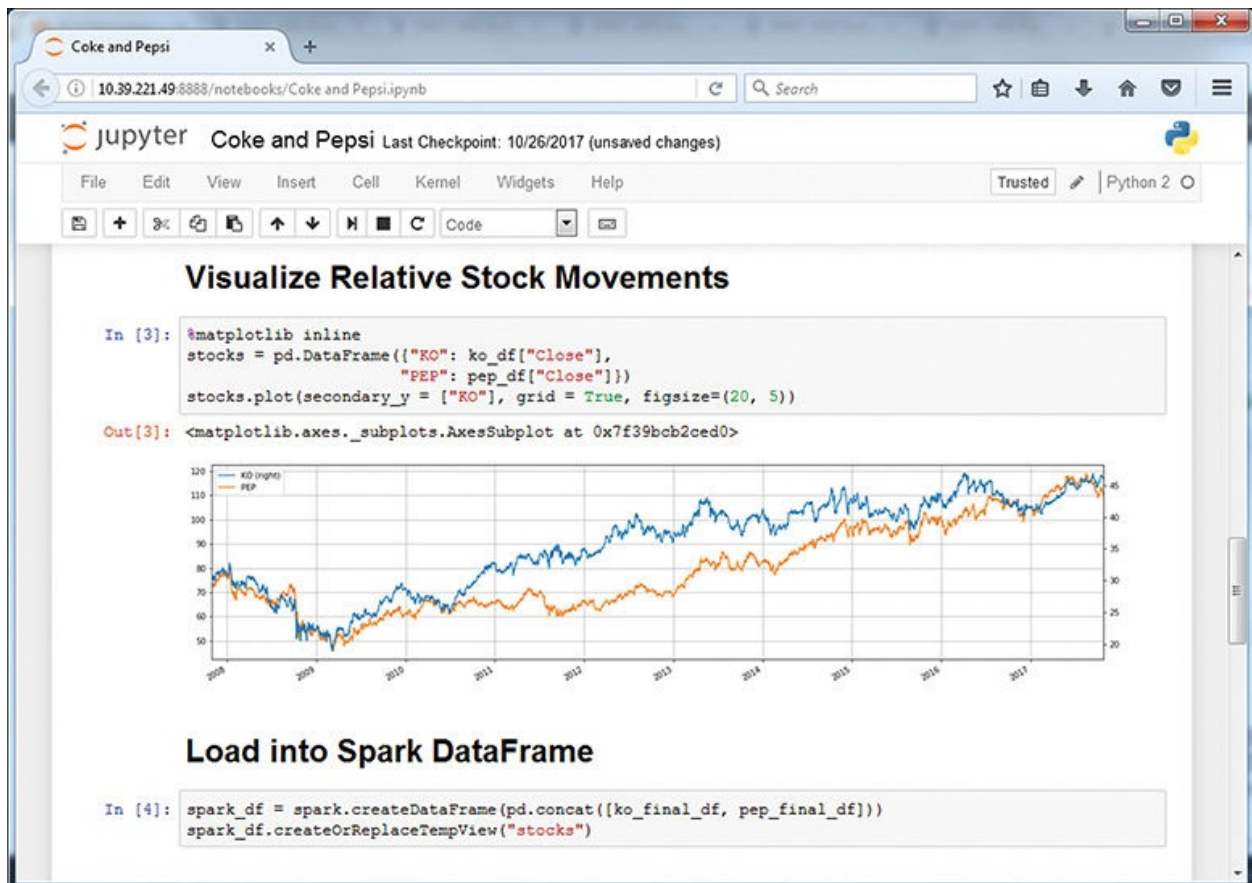 Coke and Pepsi
10.39.221.49:8888/notebooks/Coke and Pepsi.ipynb
Search
jupyter Coke and Pepsi Last Checkpoint: 10/26/2017 (unsaved changes)
File Edit View Insert Cell Kernel Widgets Help Trusted Python 2
Code
Visualize Relative Stock Movements
In [3]: %matplotlib inline
stocks = pd.DataFrame({"KO": ko_df["Close"],
"PEP": pep_df["Close"]})
stocks.plot(secondary_y = ["KO"], grid = True, figsize=(20, 5))
Out[3]: <matplotlib.axes._subplots.AxesSubplot at 0x7f39bcb2ced0>
KO (right)
PEP
120
110
100
90
80
70
60
50
45
40
35
30
25
20
2008 2009 2010 2011 2012 2013 2014 2015 2016 2017
Load into Spark DataFrame
In [4]: spark_df = spark.createDataFrame(pd.concat([ko_final_df, pep_final_df]))
spark_df.createOrReplaceTempView("stocks")